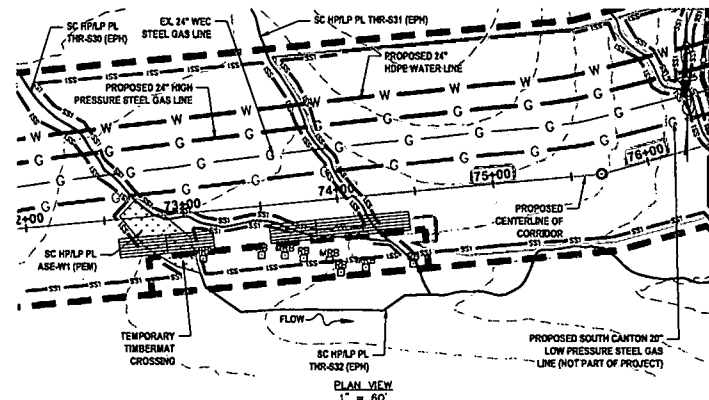 SC HP/LP PL
THR-S30 (EPH)
EX. 24" WEC
STEEL GAS LINE
SC HP/LP PL THR-S31 (EPH)
PROPOSED 24"
HDPE WATER LINE
PROPOSED 24" HIGH
PRESSURE STEEL GAS LINE
W W W W W W W
G G G G G G G
G G G G G G
73+00
74+00
75+00
76+00
2+00
PROPOSED
CENTERLINE OF
CORRIDOR
SC HP/LP PL
ASE-W1 (PEM)
SS1 SS1 SS1 SS1
MRB
TEMPORARY
TIMBERMAT
CROSSING
FLOW
SC HP/LP PL
THR-S32 (EPH)
PROPOSED SOUTH CANTON 20"
LOW PRESSURE STEEL GAS
LINE (NOT PART OF PROJECT)
PLAN VIEW
1" = 60'